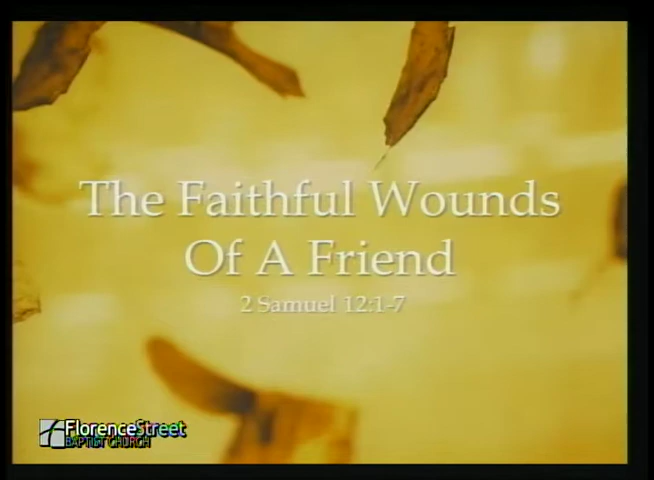 The Faithful Wounds
Of A Friend
2 Samuel 12:1-7
FlorenceStreet
BAPTIST CHURCH